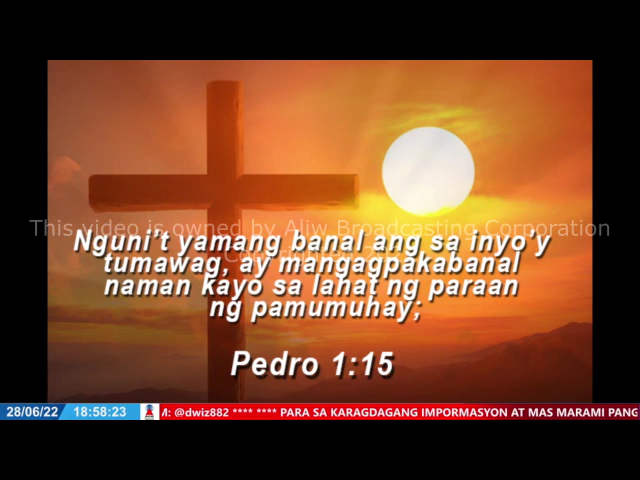 This video is owned by Aliw Broadcasting Corporation
Nguni't yamang banal ang sa inyo'y
tumawag, ay mangagpakabanal
naman kayo sa lahat ng paraan
ng pamumuhay;
Pedro 1:15
28/06/22 18:58:23 M: @dwiz882 **** **** PARA SA KARAGDAGANG IMPORMASYON AT MAS MARAMI PANG